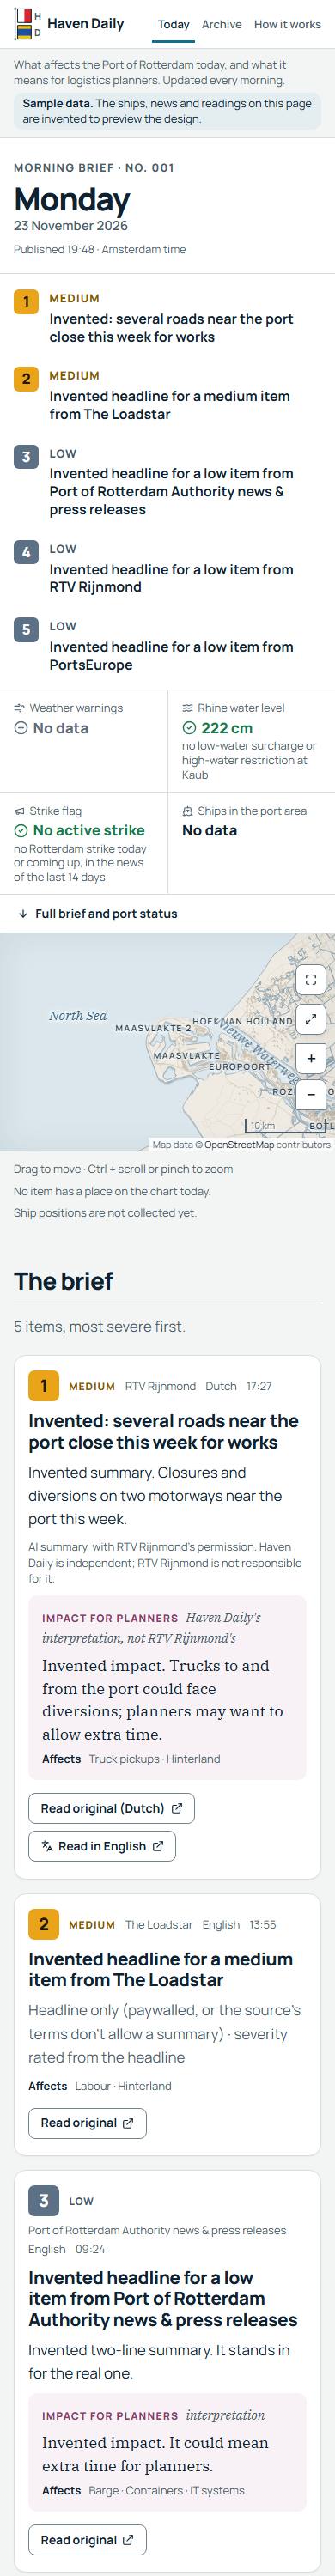 H
D
Haven Daily
Today
Archive
How it works
What affects the Port of Rotterdam today, and what it
means for logistics planners. Updated every morning.
Sample data. The ships, news and readings on this page
are invented to preview the design.
MORNING BRIEF · NO. 001
Monday
23 November 2026
Published 19:48 · Amsterdam time
1
MEDIUM
Invented: several roads near the port
close this week for works
2
MEDIUM
Invented headline for a medium item
from The Loadstar
3
LOW
Invented headline for a low item from
Port of Rotterdam Authority news &
press releases
4
LOW
Invented headline for a low item from
RTV Rijnmond
5
LOW
Invented headline for a low item from
PortsEurope
Weather warnings
No data
Rhine water level
222 cm
no low-water surcharge or
high-water restriction at
Kaub
Strike flag
No active strike
no Rotterdam strike today
or coming up, in the news
of the last 14 days
Ships in the port area
No data
↓ Full brief and port status
North Sea
MAASVLAKTE 2
HOEK VAN HOLLAND
Nieuwe Waterweg
MAASVLAKTE
EUROPOORT
+
−
10 km
Map data © OpenStreetMap contributors
Drag to move · Ctrl + scroll or pinch to zoom
No item has a place on the chart today.
Ship positions are not collected yet.
The brief
5 items, most severe first.
1
MEDIUM RTV Rijnmond Dutch 17:27
Invented: several roads near the
port close this week for works
Invented summary. Closures and
diversions on two motorways near the
port this week.
AI summary, with RTV Rijnmond's permission. Haven
Daily is independent; RTV Rijnmond is not responsible
for it.
IMPACT FOR PLANNERS Haven Daily's
interpretation, not RTV Rijnmond's
Invented impact. Trucks to and
from the port could face
diversions; planners may want to
allow extra time.
Affects Truck pickups · Hinterland
Read original (Dutch)
Read in English
2
MEDIUM The Loadstar English 13:55
Invented headline for a medium
item from The Loadstar
Headline only (paywalled, or the source's
terms don't allow a summary) · severity
rated from the headline
Affects Labour · Hinterland
Read original
3
LOW
Port of Rotterdam Authority news & press releases
English 09:24
Invented headline for a low
item from Port of Rotterdam
Authority news & press releases
Invented two-line summary. It stands in
for the real one.
IMPACT FOR PLANNERS interpretation
Invented impact. It could mean
extra time for planners.
Affects Barge · Containers · IT systems
Read original